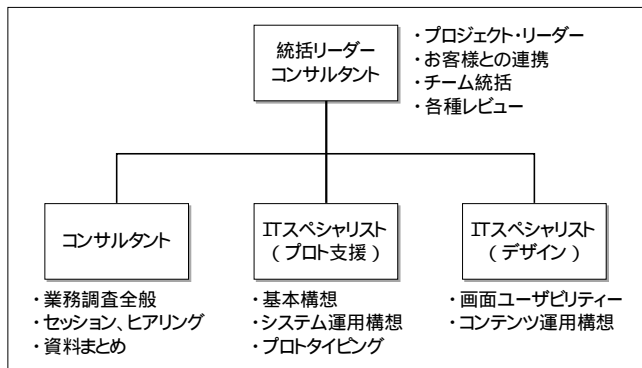 統括リーダー
コンサルタント
・プロジェクト・リーダー
・お客様との連携
・チーム統括
・各種レビュー
コンサルタント
・業務調査全般
・セッション、ヒアリング
・資料まとめ
ITスペシャリスト
( プロト支援 )
・基本構想
・システム運用構想
・プロトタイピング
ITスペシャリスト
( デザイン )
・画面ユーザビリティー
・コンテンツ運用構想